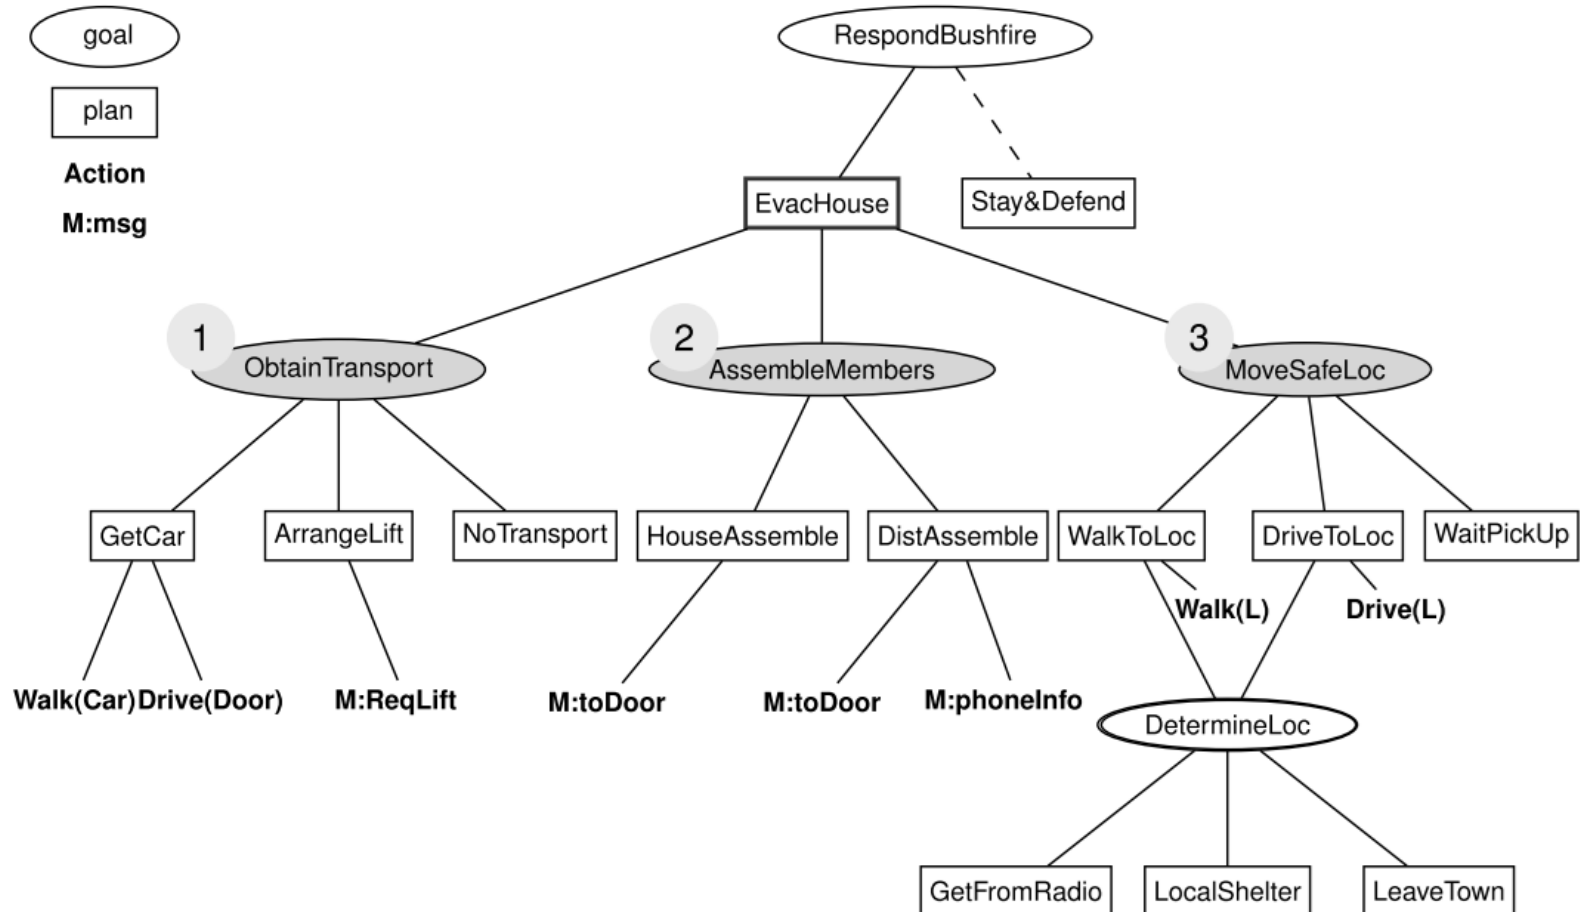 goal
RespondBushfire
plan
Action
EvacHouse
Stay&Defend
M:msg
1
2
3
ObtainTransport
AssembleMembers
MoveSafeLoc
GetCar
ArrangeLift
NoTransport
HouseAssemble
DistAssemble
WalkToLoc
DriveToLoc
WaitPickUp
Walk(L)
Drive(L)
Walk(Car)
Drive(Door)
M:ReqLift
M:toDoor
M:toDoor
M:phoneInfo
DetermineLoc
GetFromRadio
LocalShelter
LeaveTown